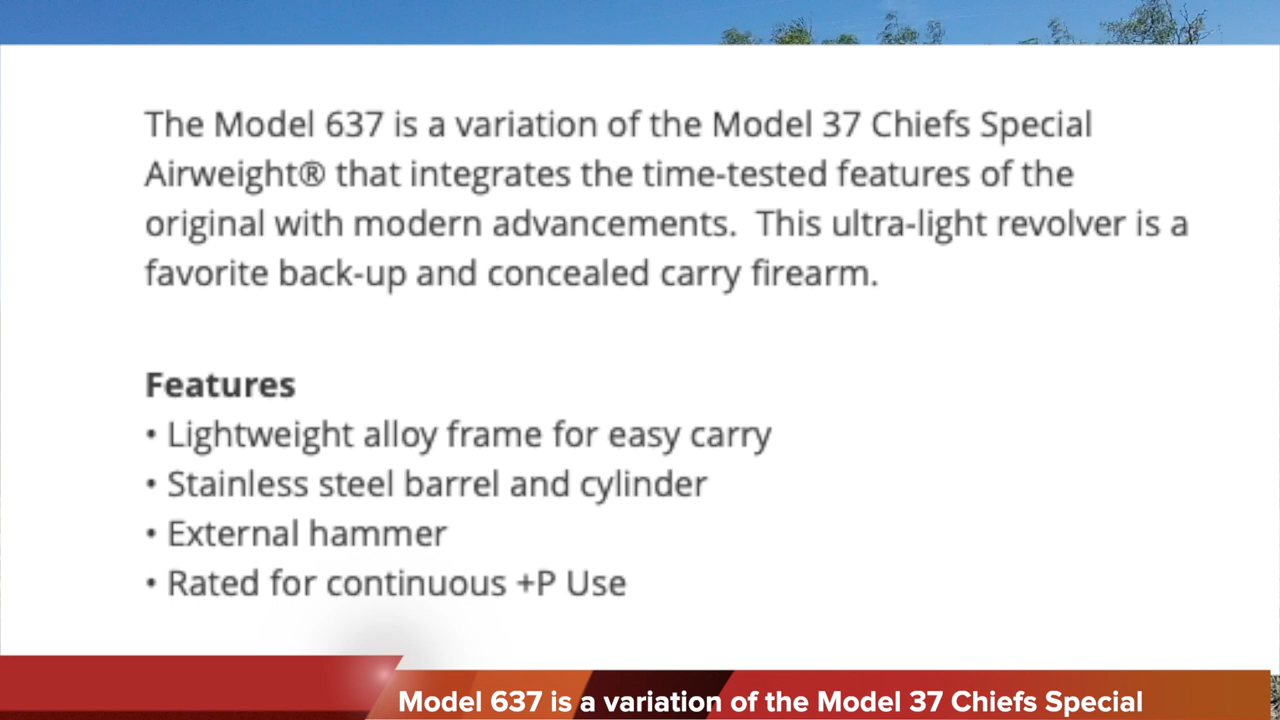 The Model 637 is a variation of the Model 37 Chiefs Special
Airweight® that integrates the time-tested features of the
original with modern advancements.  This ultra-light revolver is a
favorite back-up and concealed carry firearm.
Features
• Lightweight alloy frame for easy carry
• Stainless steel barrel and cylinder
• External hammer
• Rated for continuous +P Use
Model 637 is a variation of the Model 37 Chiefs Special